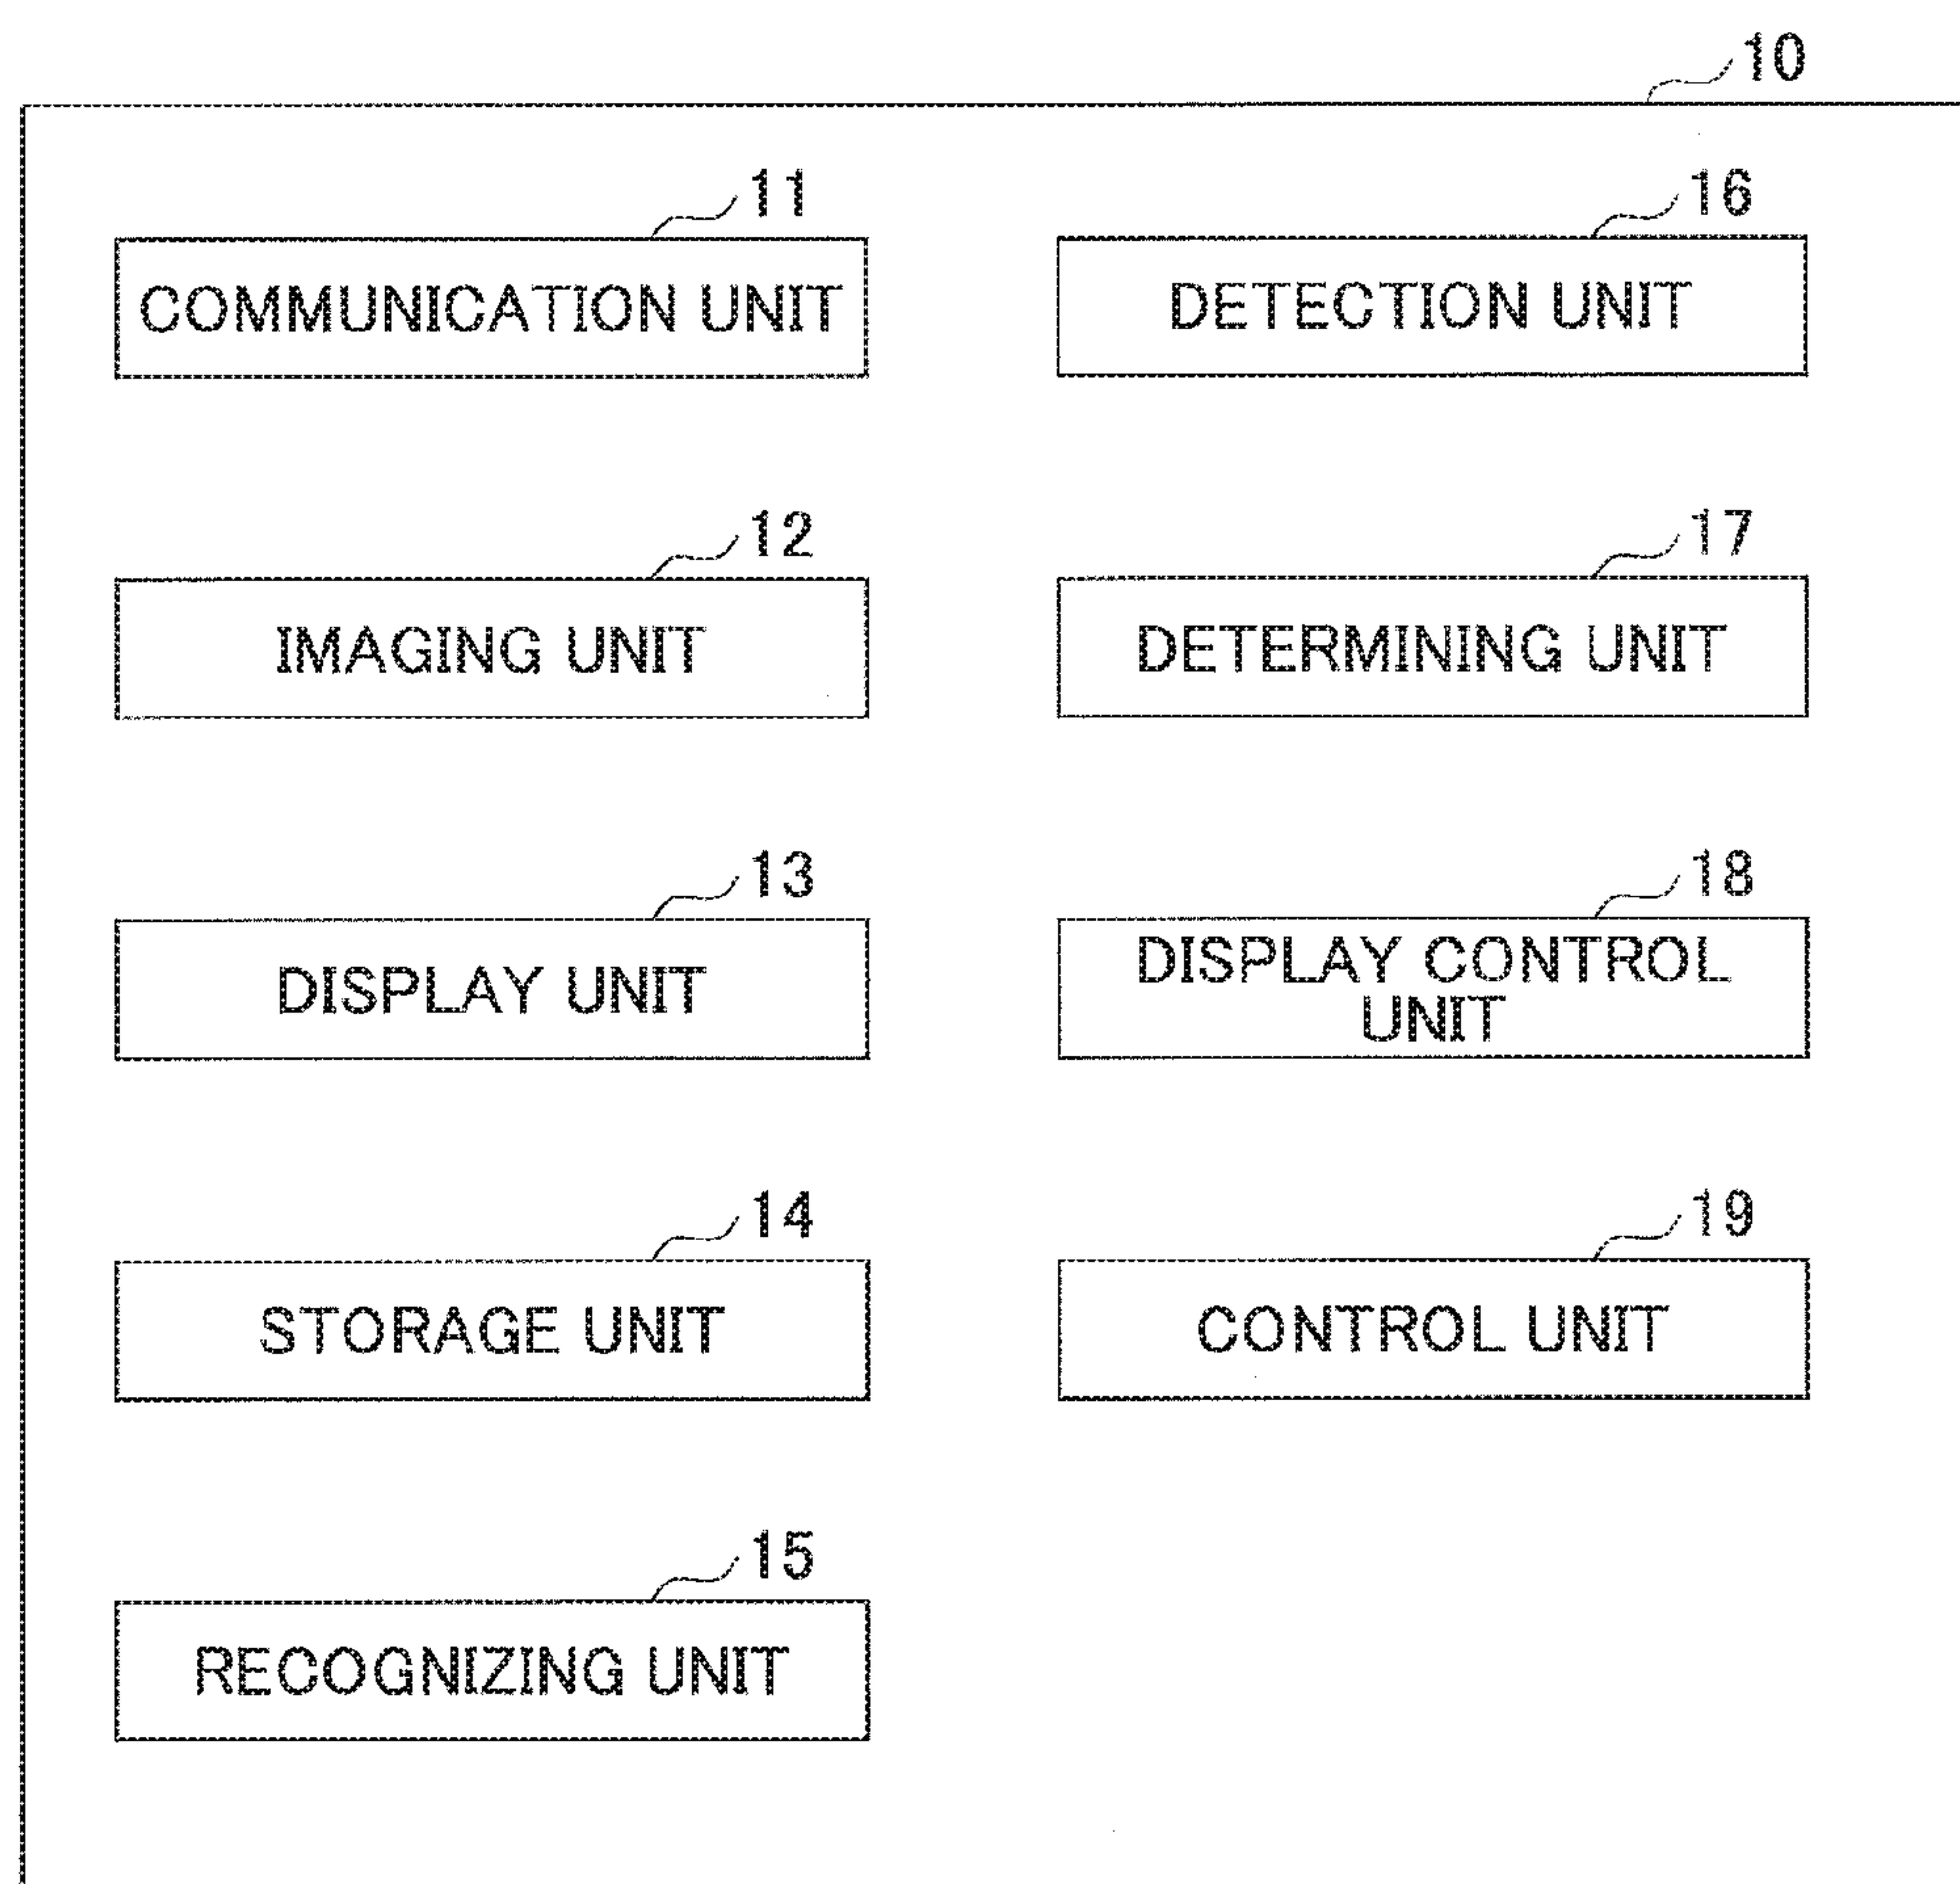 10
11
COMMUNICATION UNIT
12
IMAGING UNIT
13
DISPLAY UNIT
14
STORAGE UNIT
15
RECOGNIZING UNIT
16
DETECTION UNIT
17
DETERMINING UNIT
18
DISPLAY CONTROL
UNIT
19
CONTROL UNIT